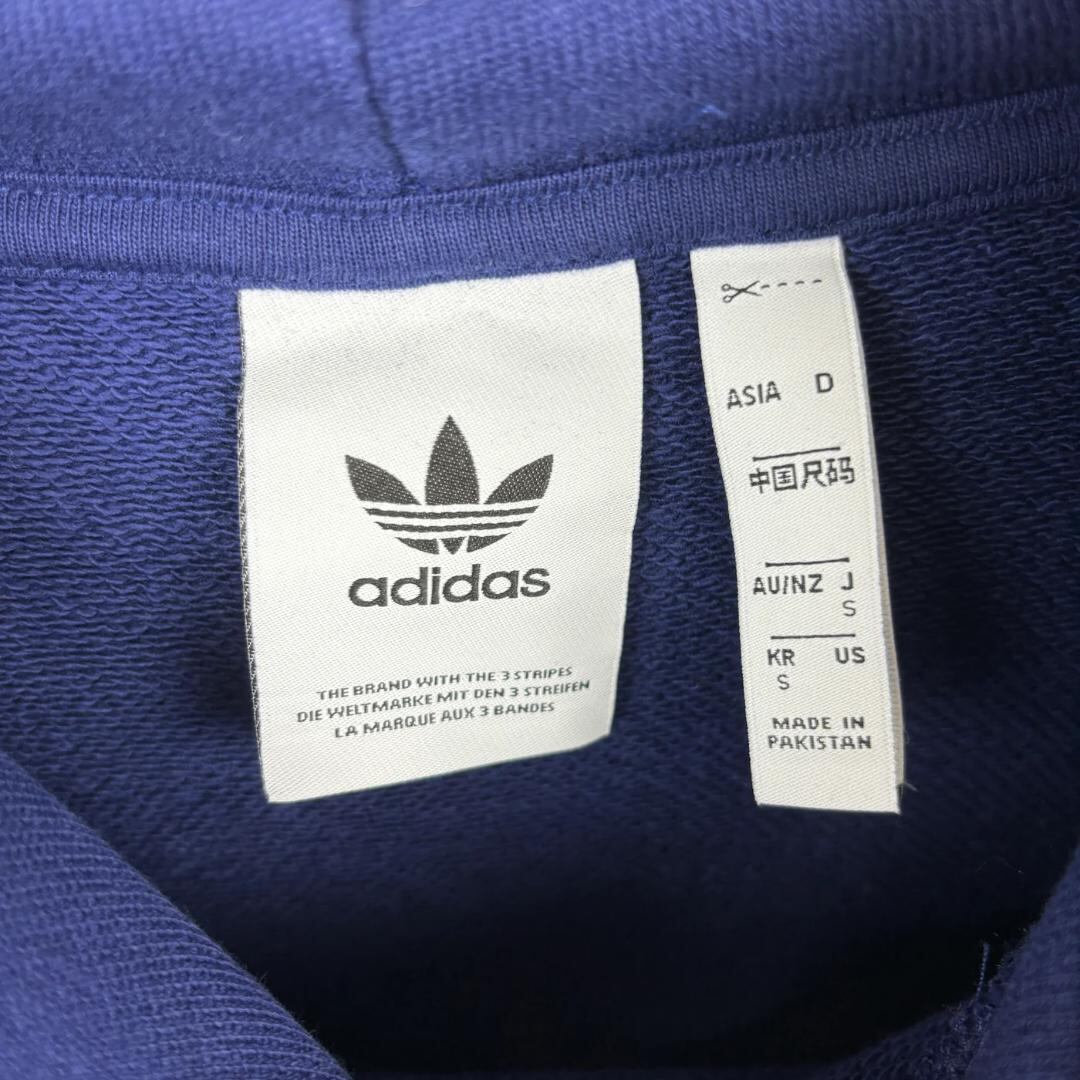 adidas
THE BRAND WITH THE 3 STRIPES
DIE WELTMARKE MIT DEN 3 STREIFEN
LA MARQUE AUX 3 BANDES
ASIA D
中国尺码
AU/NZ J
S
KR US
S
MADE IN
PAKISTAN